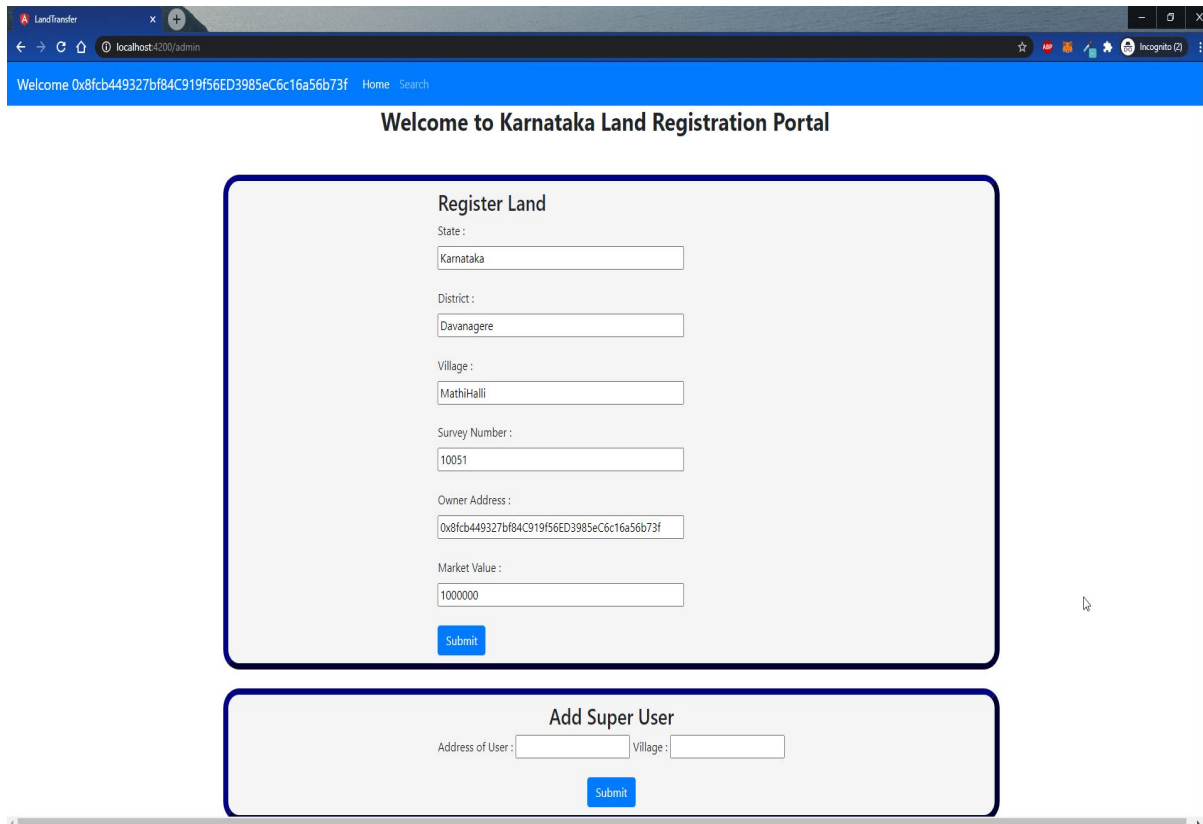 LandTransfer
localhost:4200/admin
ABP
Incognito (2)
Welcome 0x8fcb449327bf84C919f56ED3985eC6c16a56b73f Home Search
Welcome to Karnataka Land Registration Portal
Register Land
State :
Karnataka
District :
Davanagere
Village :
MathiHalli
Survey Number :
10051
Owner Address :
0x8fcb449327bf84C919f56ED3985eC6c16a56b73f
Market Value :
1000000
Submit
Add Super User
Address of User : Village :
Submit